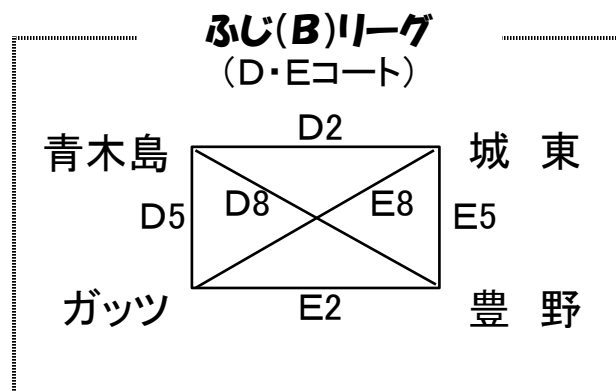 ふじ(B)リーグ
（D・Eコート）
D2
青木島
城 東
D5
D8
E8
E5
ガッツ
E2
豊 野